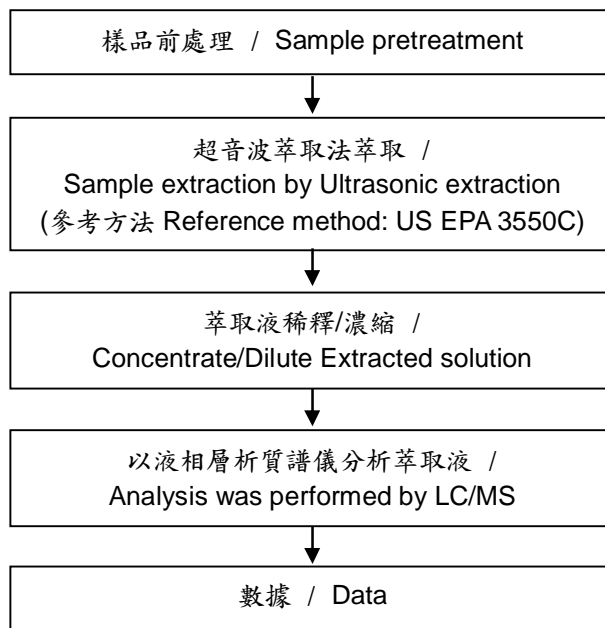 樣品前處理 / Sample pretreatment
超音波萃取法萃取 /
Sample extraction by Ultrasonic extraction
(參考方法 Reference method: US EPA 3550C)
萃取液稀釋/濃縮 /
Concentrate/Dilute Extracted solution
以液相層析質譜儀分析萃取液 /
Analysis was performed by LC/MS
數據 / Data